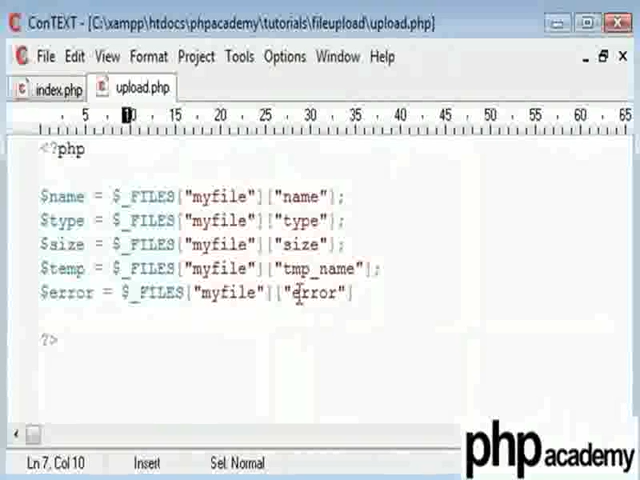 ConTEXT - [C:\xampp\htdocs\phpacademy\tutorials\fileupload\upload.php]
File Edit View Format Project Tools Options Window Help
index.php upload.php
5 10 15 20 25 30 35 40 45 50 55 60 65
<?php
$name = $_FILES["myfile"]["name"];
$type = $_FILES["myfile"]["type"];
$size = $_FILES["myfile"]["size"];
$temp = $_FILES["myfile"]["tmp_name"];
$error = $_FILES["myfile"]["error"]
?>
Ln 7, Col 10 Insert Sel: Normal
php academy